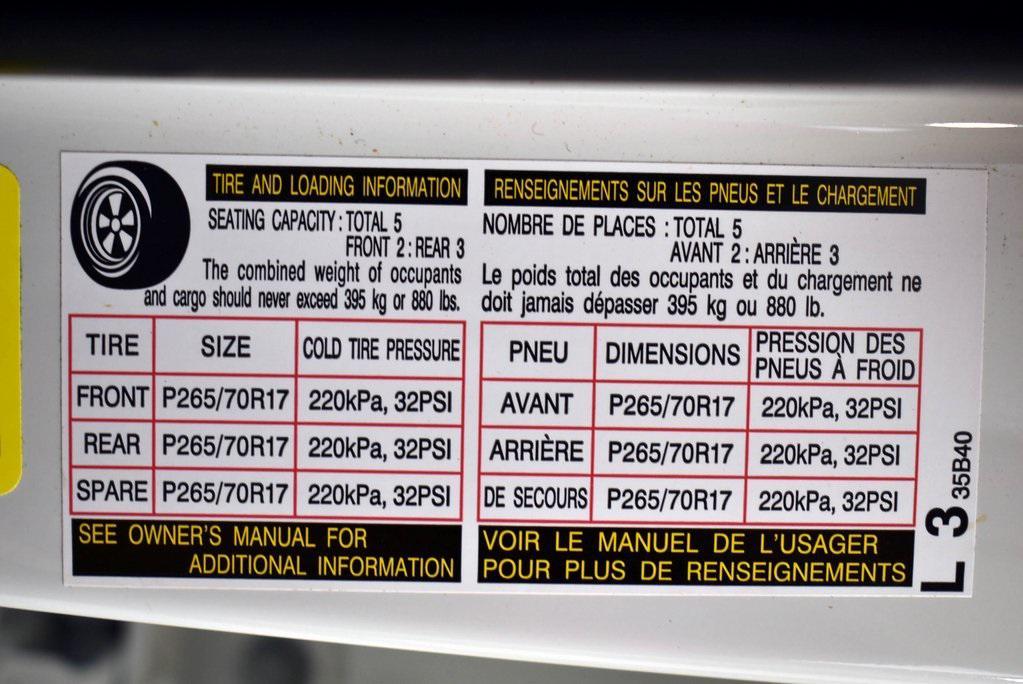 TIRE AND LOADING INFORMATION
SEATING CAPACITY : TOTAL 5
FRONT 2 : REAR 3
The combined weight of occupants
and cargo should never exceed 395 kg or 880 lbs.
TIRE SIZE COLD TIRE PRESSURE
FRONT P265/70R17 220kPa, 32PSI
REAR P265/70R17 220kPa, 32PSI
SPARE P265/70R17 220kPa, 32PSI
SEE OWNER'S MANUAL FOR
ADDITIONAL INFORMATION
RENSEIGNEMENTS SUR LES PNEUS ET LE CHARGEMENT
NOMBRE DE PLACES : TOTAL 5
AVANT 2 : ARRIÈRE 3
Le poids total des occupants et du chargement ne
doit jamais dépasser 395 kg ou 880 lb.
PNEU DIMENSIONS PRESSION DES
PNEUS À FROID
AVANT P265/70R17 220kPa, 32PSI
ARRIÈRE P265/70R17 220kPa, 32PSI
DE SECOURS P265/70R17 220kPa, 32PSI
VOIR LE MANUEL DE L'USAGER
POUR PLUS DE RENSEIGNEMENTS
L 3 35B40